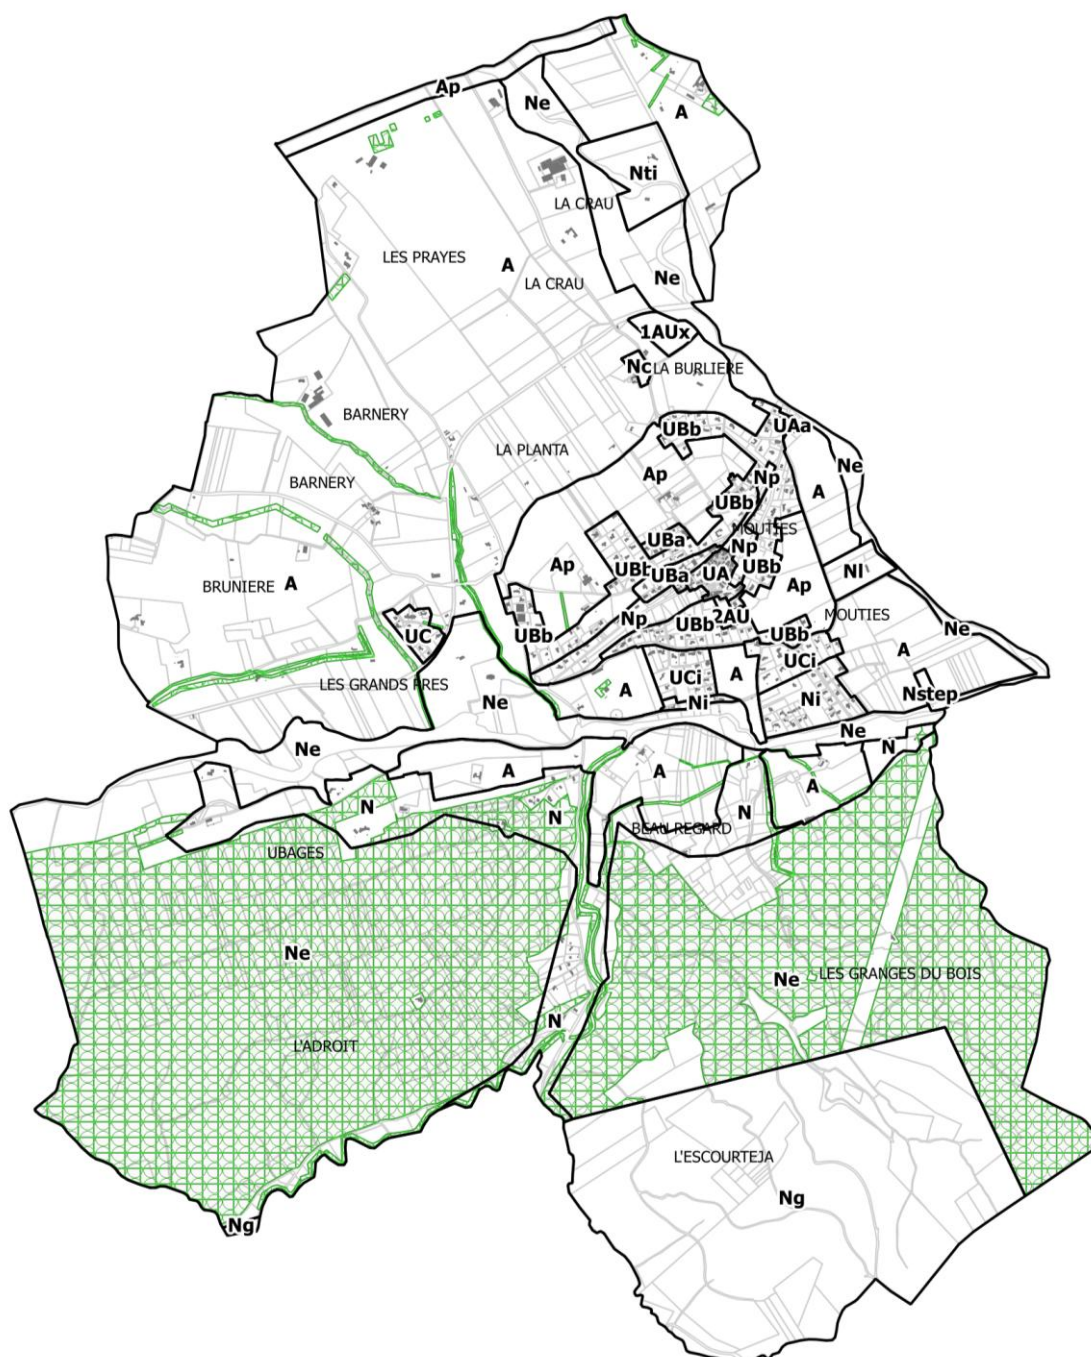 Ap
Ne
A
Nti
LA CRAU
LES PRAYES
A
LA CRAU
Ne
1AUx
Nc
LA BURLIERE
BARNERY
UBb
UAa
LA PLANTA
Ap
Np
Ne
BARNERY
A
UBb
MOUTIES
UBa
Np
Ap
UBb
UBa
UA
UBb
NI
BRUNIERE
A
Ap
Np
2AU
MOUTIES
UBb
UC
UBb
UBb
Ne
A
UCi
UCi
LES GRANDS PRES
Ne
A
A
Ni
Ni
Nstep
Ne
Ne
N
A
A
A
N
N
N
BEAU REGARD
UBAGES
Ne
Ne
LES GRANGES DU BOIS
N
L'ADROIT
L'ESCOURTEJA
Ng
Ng